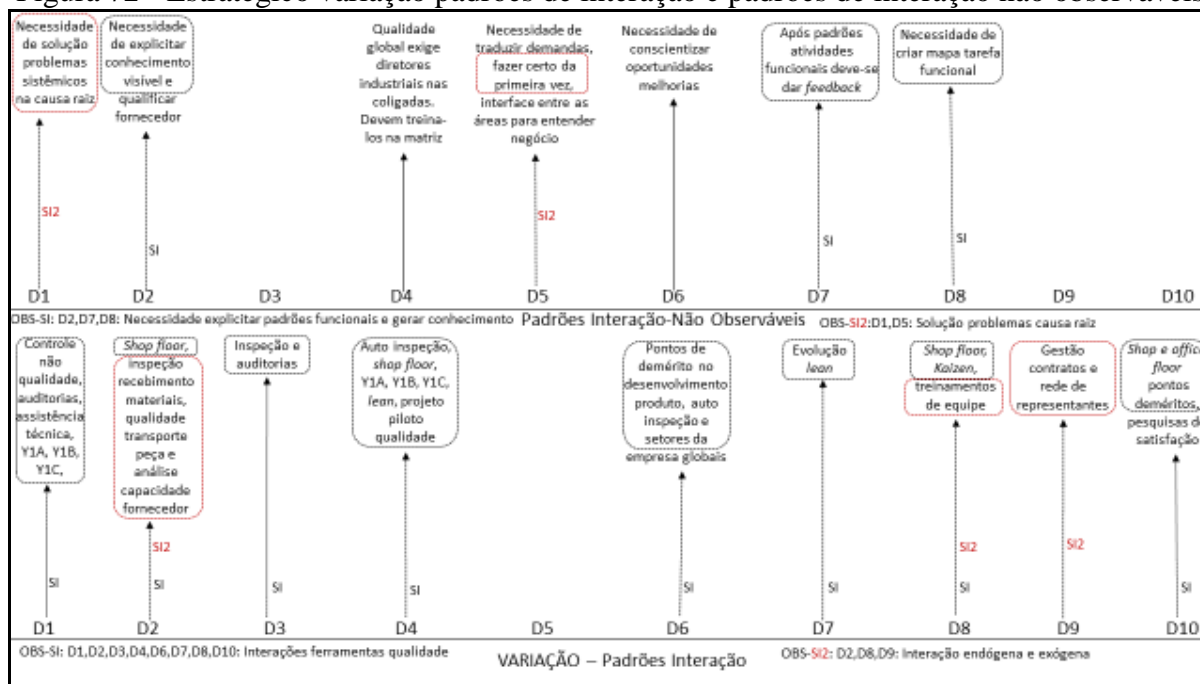 Figura 72 - Estratégico variação padrões de interação e padrões de interação não observáveis
Necessidade
de solução
problemas
sistêmicos
na causa raiz
Necessidade
de explicitar
conhecimento
visível e
qualificar
fornecedor
Qualidade
global exige
diretores
industriais nas
coligadas.
Devem treina-
los na matriz
Necessidade de
traduzir demandas,
fazer certo da
primeira vez,
interface entre as
áreas para entender
negócio
Necessidade de
conscientizar
oportunidades
melhorias
Após padrões
atividades
funcionais deve-se
dar feedback
Necessidade de
criar mapa tarefa
funcional
SI2
SI
SI2
SI
SI
D1 D2 D3 D4 D5 D6 D7 D8 D9 D10
OBS-SI: D2,D7,D8: Necessidade explicitar padrões funcionais e gerar conhecimento Padrões Interação-Não Observáveis OBS-SI2:D1,D5: Solução problemas causa raiz
Controle
não
qualidade,
auditorias,
assistência
técnica,
Y1A, Y1B,
Y1C,
Shop floor,
inspeção
recebimento
materiais,
qualidade
transporte
peça e
análise
capacidade
fornecedor
Inspeção e
auditorias
Auto inspeção,
shop floor,
Y1A, Y1B, Y1C,
lean, projeto
piloto
qualidade
Pontos de
demérito no
desenvolvimento
produto, auto
inspeção e
setores da
empresa globais
Evolução
lean
Shop floor,
Kaizen,
treinamentos
de equipe
Gestão
contratos e
rede de
representantes
Shop e office
floor
pontos
deméritos,
pesquisas de
satisfação
SI
SI2
SI
SI
SI
SI
SI
SI2
SI
SI2
SI
D1 D2 D3 D4 D5 D6 D7 D8 D9 D10
OBS-SI: D1,D2,D3,D4,D6,D7,D8,D10: Interações ferramentas qualidade
VARIAÇÃO – Padrões Interação
OBS-SI2: D2,D8,D9: Interação endógena e exógena